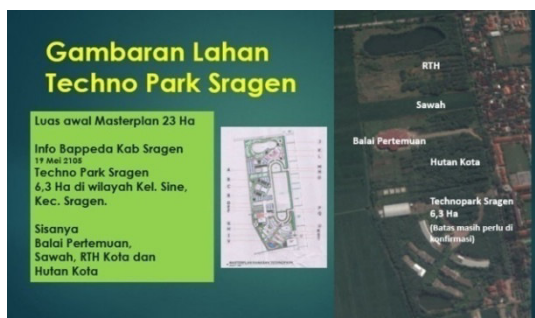 Gambaran Lahan
Techno Park Sragen
Luas awal Masterplan 23 Ha
Info Bappeda Kab Sragen
19 Mei 2105
Techno Park Sragen
6,3 Ha di wilayah Kel. Sine,
Kec. Sragen.
Sisanya
Balai Pertemuan,
Sawah, RTH Kota dan
Hutan Kota
RTH
Sawah
Balai Pertemuan
Hutan Kota
Technopark Sragen
6,3 Ha
(Batas masih perlu di
konfirmasi)